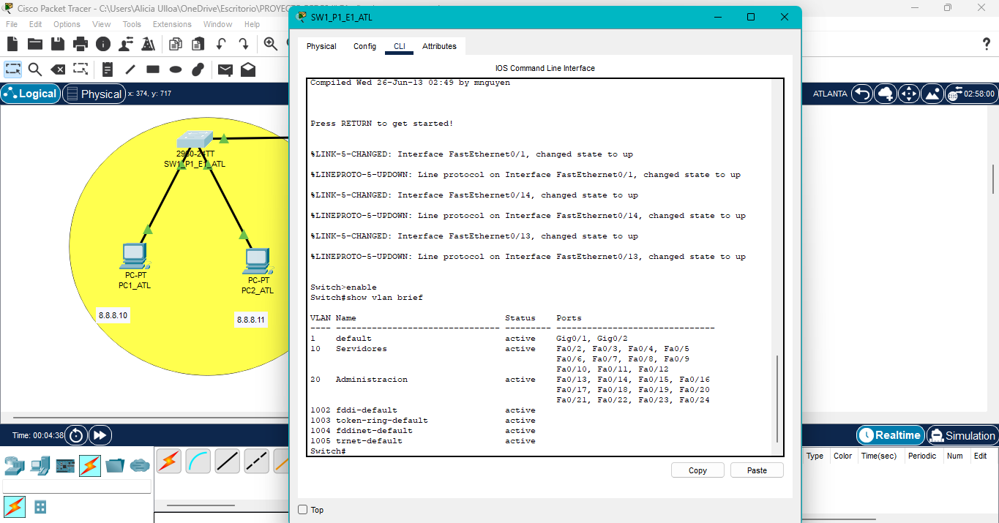 Cisco Packet Tracer - C:\Users\Alicia Ulloa\OneDrive\Escritorio\PROYEC
SW1_P1_E1_ATL
File Edit Options View Tools Extensions Window Help
Physical Config CLI Attributes
IOS Command Line Interface
Logical Physical x: 374, y: 717
ATLANTA 02:58:00
Compiled Wed 26-Jun-13 02:49 by mnguyen
Press RETURN to get started!
%LINK-5-CHANGED: Interface FastEthernet0/1, changed state to up
%LINEPROTO-5-UPDOWN: Line protocol on Interface FastEthernet0/1, changed state to up
%LINK-5-CHANGED: Interface FastEthernet0/14, changed state to up
%LINEPROTO-5-UPDOWN: Line protocol on Interface FastEthernet0/14, changed state to up
%LINK-5-CHANGED: Interface FastEthernet0/13, changed state to up
%LINEPROTO-5-UPDOWN: Line protocol on Interface FastEthernet0/13, changed state to up
Switch>enable
Switch#show vlan brief
VLAN Name Status Ports
---- -------------------------------- --------- -------------------------------
1 default active Gig0/1, Gig0/2
10 Servidores active Fa0/2, Fa0/3, Fa0/4, Fa0/5
Fa0/6, Fa0/7, Fa0/8, Fa0/9
Fa0/10, Fa0/11, Fa0/12
20 Administracion active Fa0/13, Fa0/14, Fa0/15, Fa0/16
Fa0/17, Fa0/18, Fa0/19, Fa0/20
Fa0/21, Fa0/22, Fa0/23, Fa0/24
1002 fddi-default active
1003 token-ring-default active
1004 fddinet-default active
1005 trnet-default active
Switch#
Copy Paste
Top
2960-24TT
SW1_P1_E1_ATL
PC-PT
PC1_ATL
PC-PT
PC2_ATL
8.8.8.10
8.8.8.11
Time: 00:04:38
Realtime Simulation
Type Color Time(sec) Periodic Num Edit